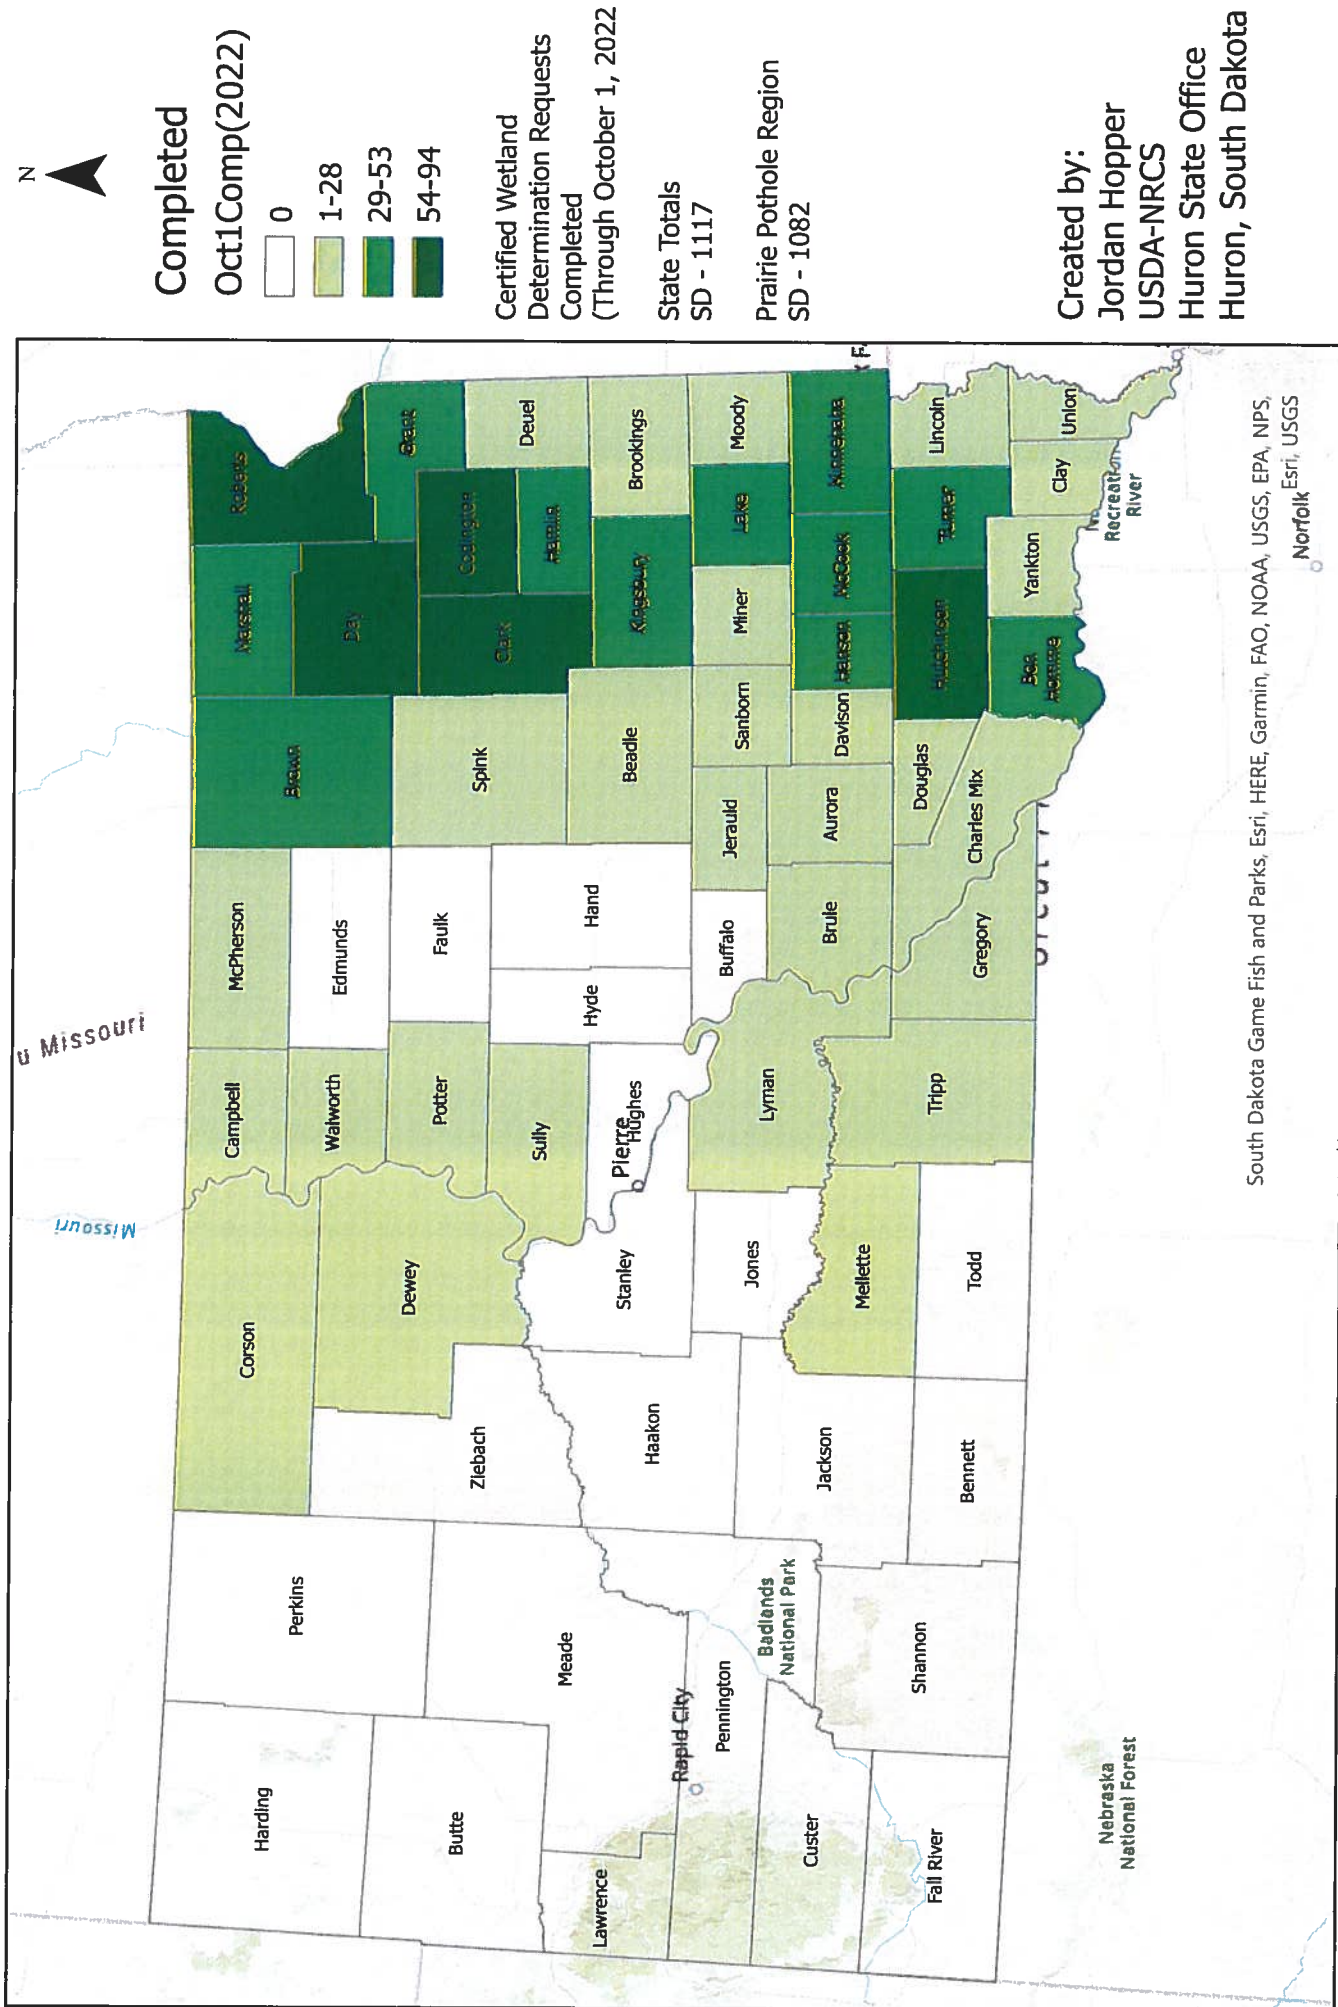 N
Completed
Oct1Comp(2022)
0
1-28
29-53
54-94
Certified Wetland
Determination Requests
Completed
(Through October 1, 2022
State Totals
SD - 1117
Prairie Pothole Region
SD - 1082
Created by:
Jordan Hopper
USDA-NRCS
Huron State Office
Huron, South Dakota
u Missouri
Missouri
Harding
Perkins
Corson
Campbell
McPherson
Brown
Marshall
Roberts
Butte
Ziebach
Dewey
Walworth
Edmunds
Day
Grant
Potter
Faulk
Spink
Clark
Codington
Deuel
Hamlin
Lawrence
Meade
Sully
Hyde
Hand
Beadle
Kingsbury
Brookings
Haakon
Stanley
Pierre
Hughes
Rapid City
Pennington
Badlands
National Park
Jones
Lyman
Buffalo
Jerauld
Sanborn
Miner
Lake
Moody
Custer
Jackson
Mellette
Brule
Aurora
Davison
Hanson
McCook
Minnehaha
Fall River
Shannon
Bennett
Todd
Tripp
Gregory
Charles Mix
Douglas
Hutchinson
Turner
Lincoln
Bon
Homme
Yankton
Clay
Union
Recreation
River
Nebraska
National Forest
Norfolk
South Dakota Game Fish and Parks, Esri, HERE, Garmin, FAO, NOAA, USGS, EPA, NPS,
Esri, USGS